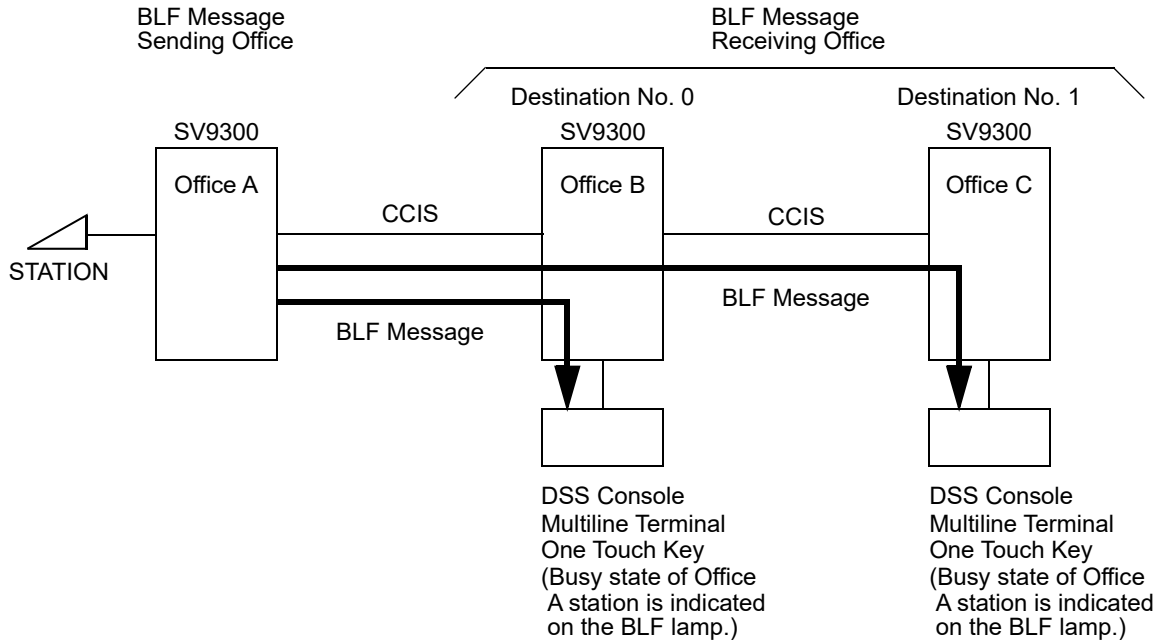 BLF Message
Sending Office
BLF Message
Receiving Office
Destination No. 0
Destination No. 1
SV9300
SV9300
SV9300
Office A
Office B
Office C
CCIS
CCIS
STATION
BLF Message
BLF Message
DSS Console
Multiline Terminal
One Touch Key
(Busy state of Office
A station is indicated
on the BLF lamp.)
DSS Console
Multiline Terminal
One Touch Key
(Busy state of Office
A station is indicated
on the BLF lamp.)